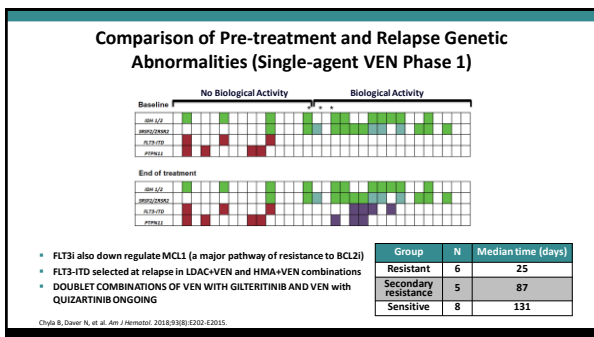 Comparison of Pre-treatment and Relapse Genetic
Abnormalities (Single-agent VEN Phase 1)
No Biological Activity
Biological Activity
Baseline
* * *
IDH 1/2
SRSF2/ZRSR2
FLT3-ITD
PTPN11
End of treatment
IDH 1/2
SRSF2/ZRSR2
FLT3-ITD
PTPN11
▪ FLT3i also down regulate MCL1 (a major pathway of resistance to BCL2i)
▪ FLT3-ITD selected at relapse in LDAC+VEN and HMA+VEN combinations
▪ DOUBLET COMBINATIONS OF VEN WITH GILTERITINIB AND VEN with
QUIZARTINIB ONGOING
Group N Median time (days)
Resistant 6 25
Secondary
resistance 5 87
Sensitive 8 131
Chyla B, Daver N, et al. Am J Hematol. 2018;93(8):E202-E2015.